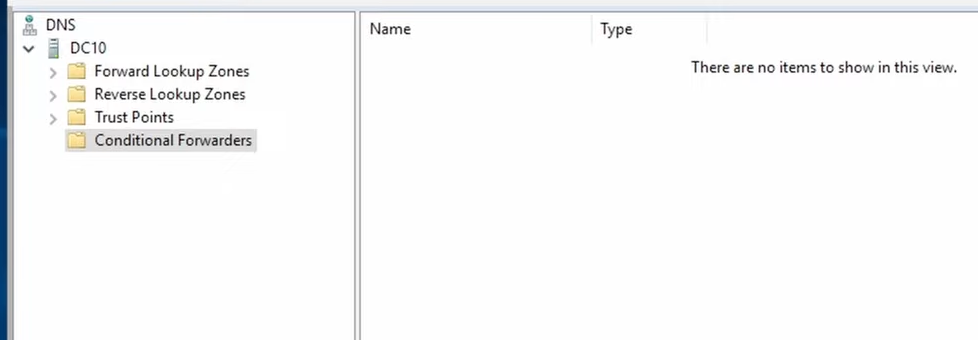 DNS
DC10
Forward Lookup Zones
Reverse Lookup Zones
Trust Points
Conditional Forwarders
Name Type
There are no items to show in this view.